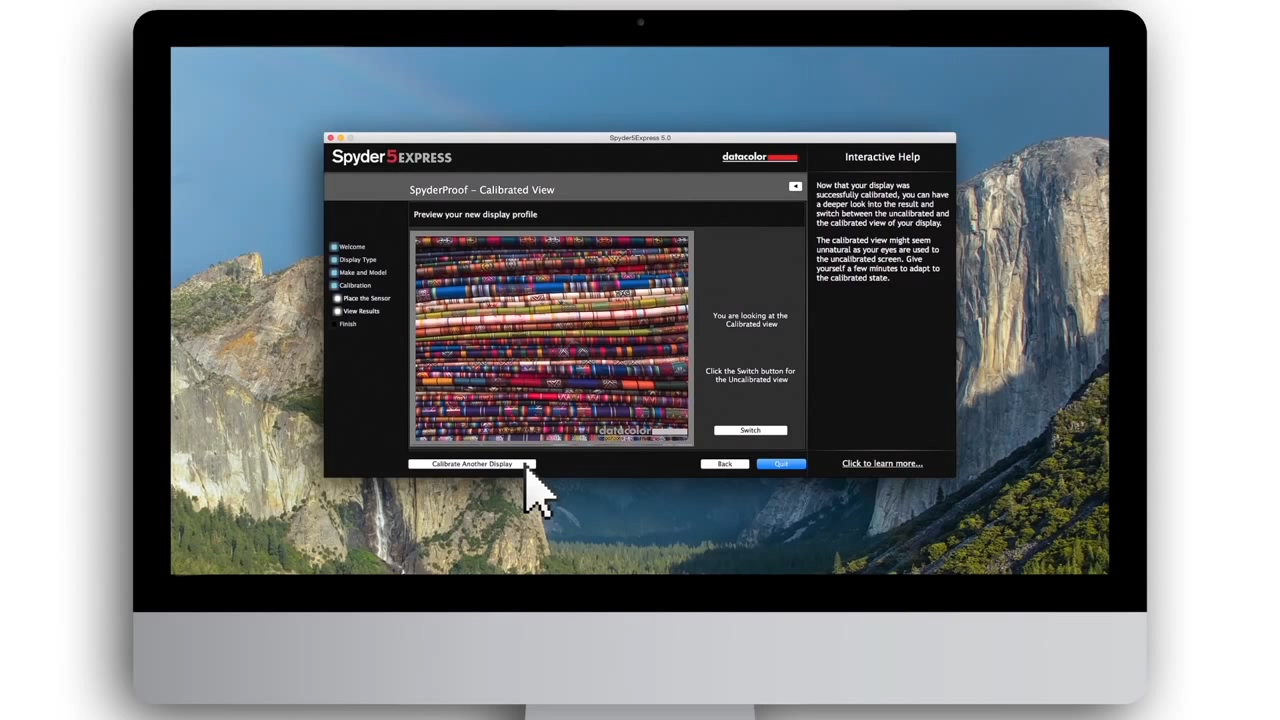 Spyder5Express 5.0
Spyder5EXPRESS
datacolor
Interactive Help
SpyderProof – Calibrated View
Preview your new display profile
Welcome
Display Type
Make and Model
Calibration
Place the Sensor
View Results
Finish
datacolor
You are looking at the
Calibrated view
Click the Switch button for
the Uncalibrated view
Switch
Calibrate Another Display
Back
Quit
Now that your display was
successfully calibrated, you can have
a deeper look into the result and
switch between the uncalibrated and
the calibrated view of your display.
The calibrated view might seem
unnatural as your eyes are used to
the uncalibrated screen. Give
yourself a few minutes to adapt to
the calibrated state.
Click to learn more...